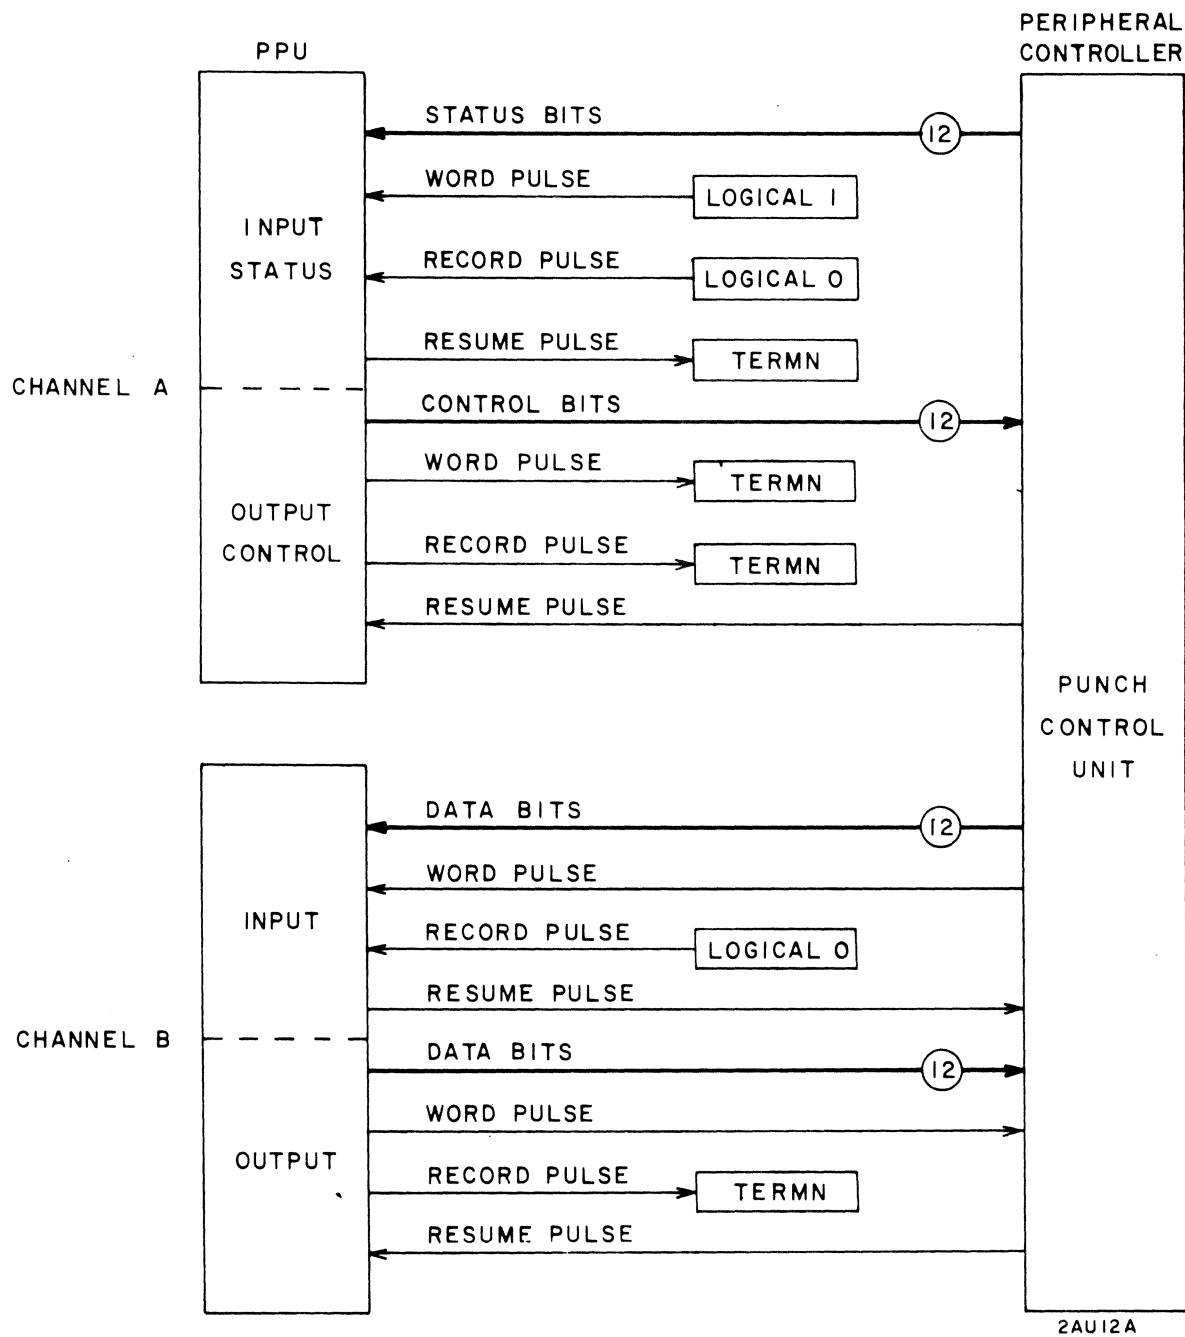 PPU
PERIPHERAL
CONTROLLER
STATUS BITS
12
WORD PULSE
LOGICAL 1
INPUT
STATUS
RECORD PULSE
LOGICAL 0
RESUME PULSE
TERMN
CHANNEL A
CONTROL BITS
12
WORD PULSE
TERMN
OUTPUT
CONTROL
RECORD PULSE
TERMN
RESUME PULSE
PUNCH
CONTROL
UNIT
DATA BITS
12
WORD PULSE
INPUT
RECORD PULSE
LOGICAL 0
RESUME PULSE
CHANNEL B
DATA BITS
12
WORD PULSE
OUTPUT
RECORD PULSE
TERMN
RESUME PULSE
2AU12A